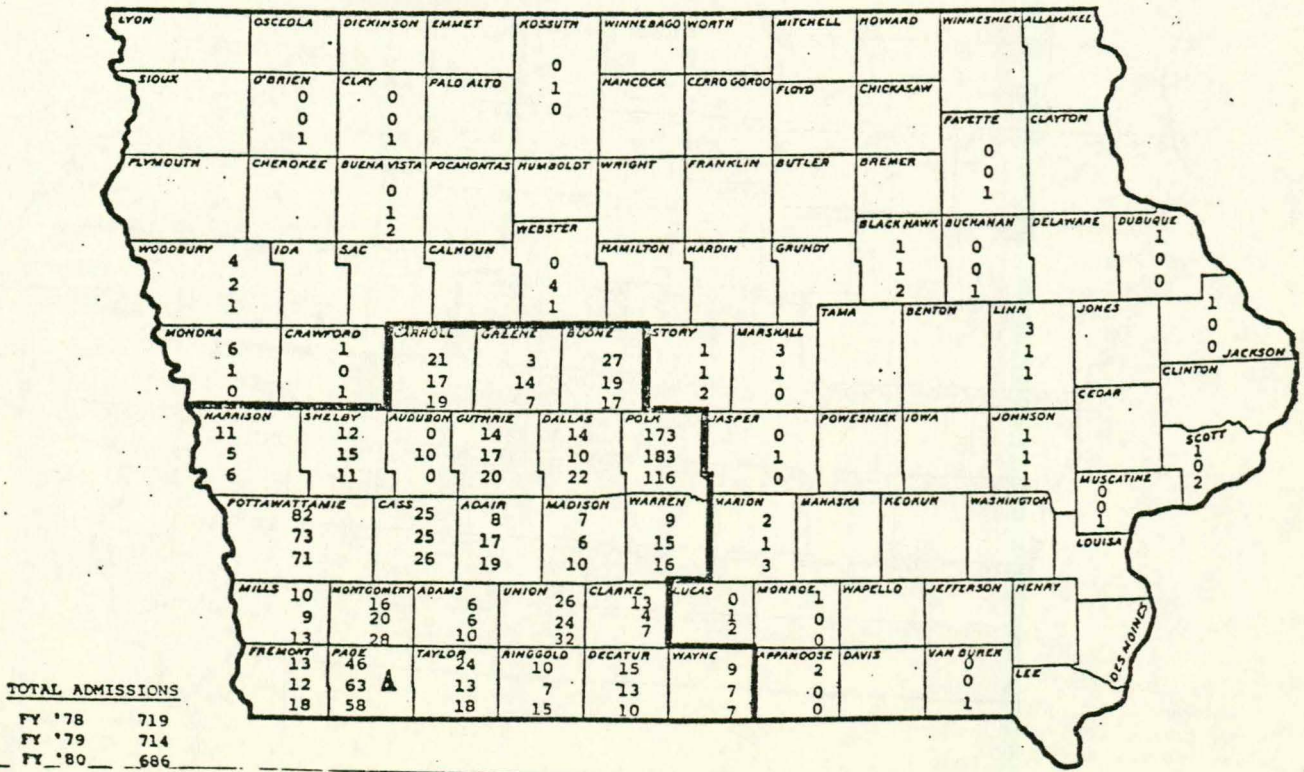 LYON OSCEOLA DICKINSON EMMET KOSSUTH WINNEBAGO WORTH MITCHELL HOWARD WINNESHIEK ALLAMAKEE
0
1
0
SIOUX O'BRIEN CLAY PALO ALTO HANCOCK CERRO GORDO FLOYD CHICKASAW
0 0
0 0
1 1
FAYETTE CLAYTON
0
0
1
PLYMOUTH CHEROKEE BUENA VISTA POCAHONTAS HUMBOLDT WRIGHT FRANKLIN BUTLER BREMER
0
1
2
WEBSTER BLACK HAWK BUCHANAN DELAWARE DUBUQUE
0 1 0 1
4 1 0 0
1 2 1 0
WOODBURY IDA SAC CALHOUN HAMILTON HARDIN GRUNDY
4
2
1
TAMA BENTON LINN JONES
3
1
1
1
0
0
JACKSON
MONONA CRAWFORD CARROLL GREENE BOONE STORY MARSHALL
6 1 21 3 27 1 3
1 0 17 14 19 1 1
0 1 19 7 17 2 0
CLINTON
CEDAR
HARRISON SHELBY AUDUBON GUTHRIE DALLAS POLK JASPER POWESHIEK IOWA JOHNSON
11 12 0 14 14 173 0 1
5 15 10 17 10 183 1 1
6 11 0 20 22 116 0 1
SCOTT
1
0
2
MUSCATINE
0
0
1
POTTAWATTAMIE CASS ADAIR MADISON WARREN MARION MAHASKA KEOKUK WASHINGTON
82 25 8 7 9 2
73 25 17 6 15 1
71 26 19 10 16 3
LOUISA
MILLS MONTGOMERY ADAMS UNION CLARKE LUCAS MONROE WAPELLO JEFFERSON HENRY
10 16 6 26 13 0 1
9 20 6 24 4 1 0
13 28 10 32 7 2 0
DES MOINES
FREMONT PAGE TAYLOR RINGGOLD DECATUR WAYNE APPANOOSE DAVIS VAN BUREN LEE
13 46 24 10 15 9 2 0
12 63 13 7 13 7 0 0
18 58 18 15 10 7 0 1
TOTAL ADMISSIONS
FY '78 719
FY '79 714
FY '80 686